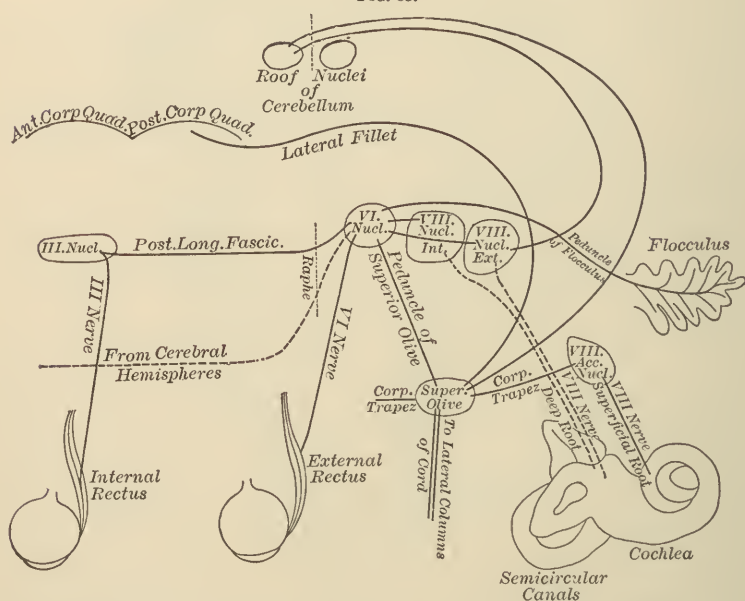 Roof Nuclei
of
Cerebellum
Ant. Corp Quad. Post. Corp Quad.
Lateral Fillet
III. Nucl.
Post. Long. Fascic.
Raphe
VI.
Nucl.
VIII.
Nucl.
Int.
VIII.
Nucl.
Ext.
Peduncle
of Flocculus
Flocculus
III Nerve
From Cerebral
Hemispheres
VI Nerve
Peduncle of
Superior Olive
Corp.
Trapez
Super.
Olive
Corp.
Trapez
VIII.
Acc.
Nucl.
VIII Nerve
Deep Root
VIII Nerve
Superficial Root
To Lateral Columns
of Cord
Internal
Rectus
External
Rectus
Cochlea
Semicircular
Canals